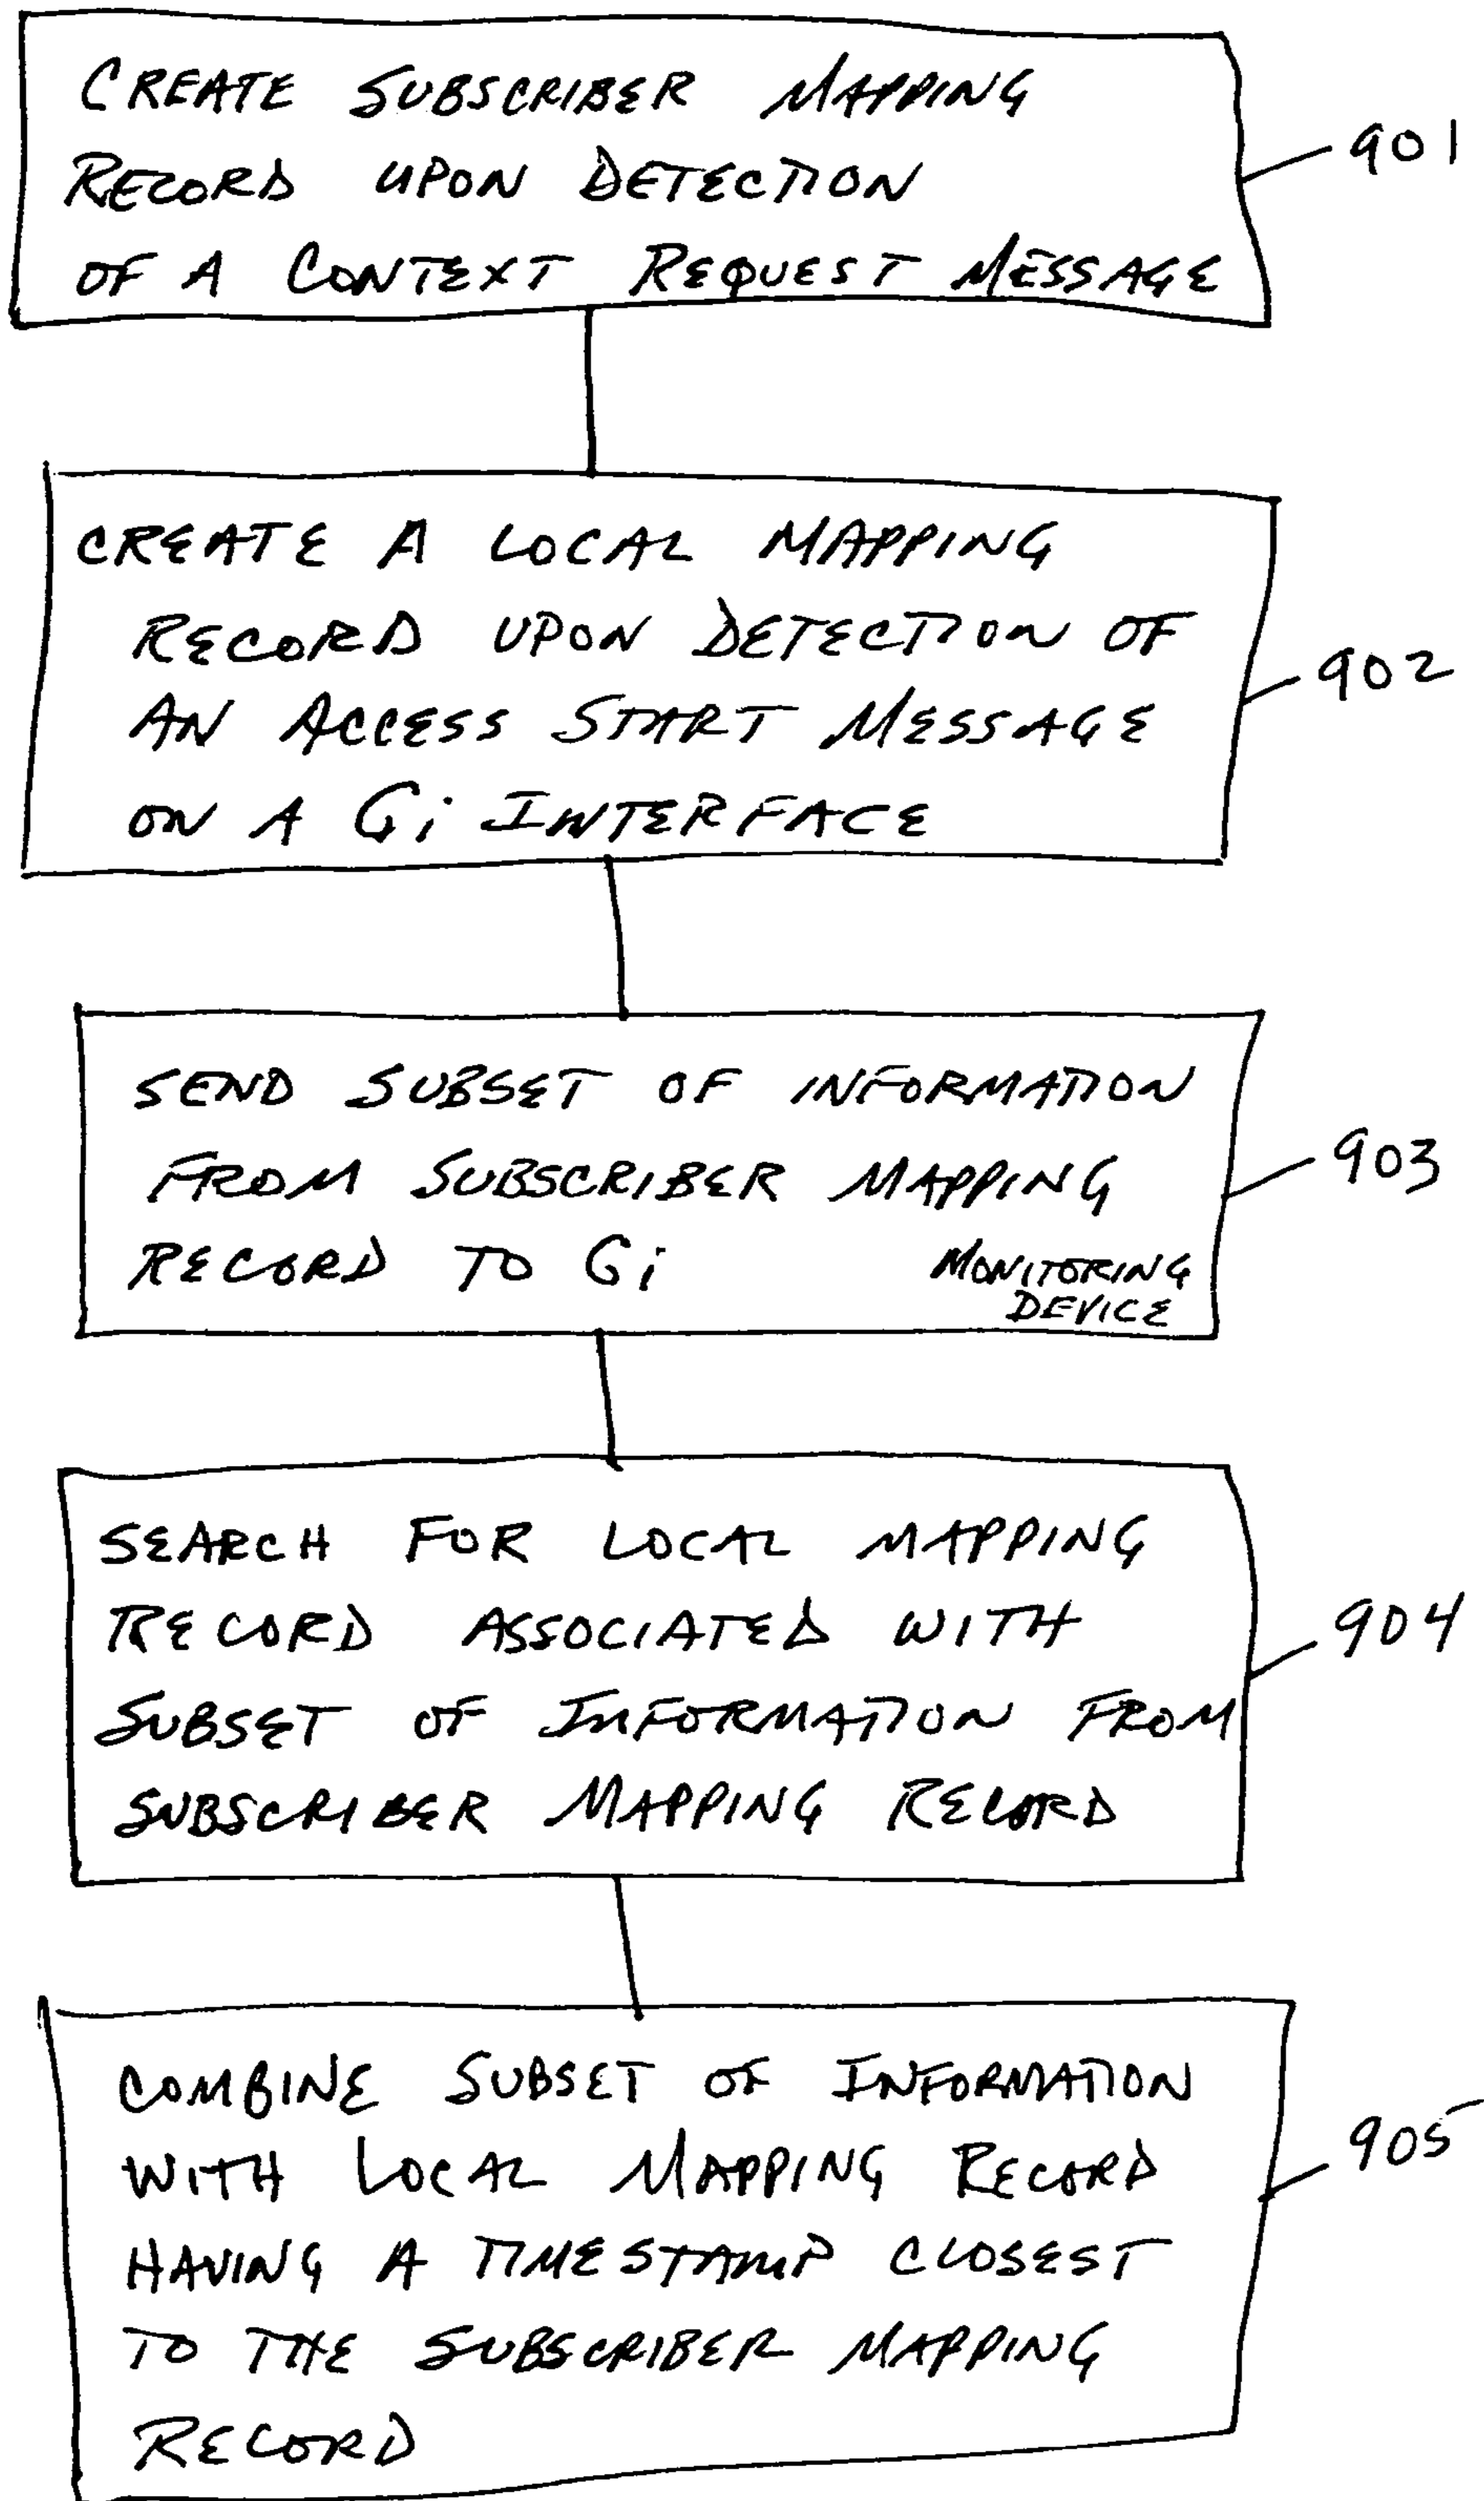 CREATE SUBSCRIBER MAPPING
RECORD UPON DETECTION
OF A CONTEXT REQUEST MESSAGE
901
CREATE A LOCAL MAPPING
RECORD UPON DETECTION OF
AN ACCESS START MESSAGE
ON A Gi INTERFACE
902
SEND SUBSET OF INFORMATION
FROM SUBSCRIBER MAPPING
RECORD TO Gi MONITORING
DEVICE
903
SEARCH FOR LOCAL MAPPING
RECORD ASSOCIATED WITH
SUBSET OF INFORMATION FROM
SUBSCRIBER MAPPING RECORD
904
COMBINE SUBSET OF INFORMATION
WITH LOCAL MAPPING RECORD
HAVING A TIMESTAMP CLOSEST
TO THE SUBSCRIBER MAPPING
RECORD
905